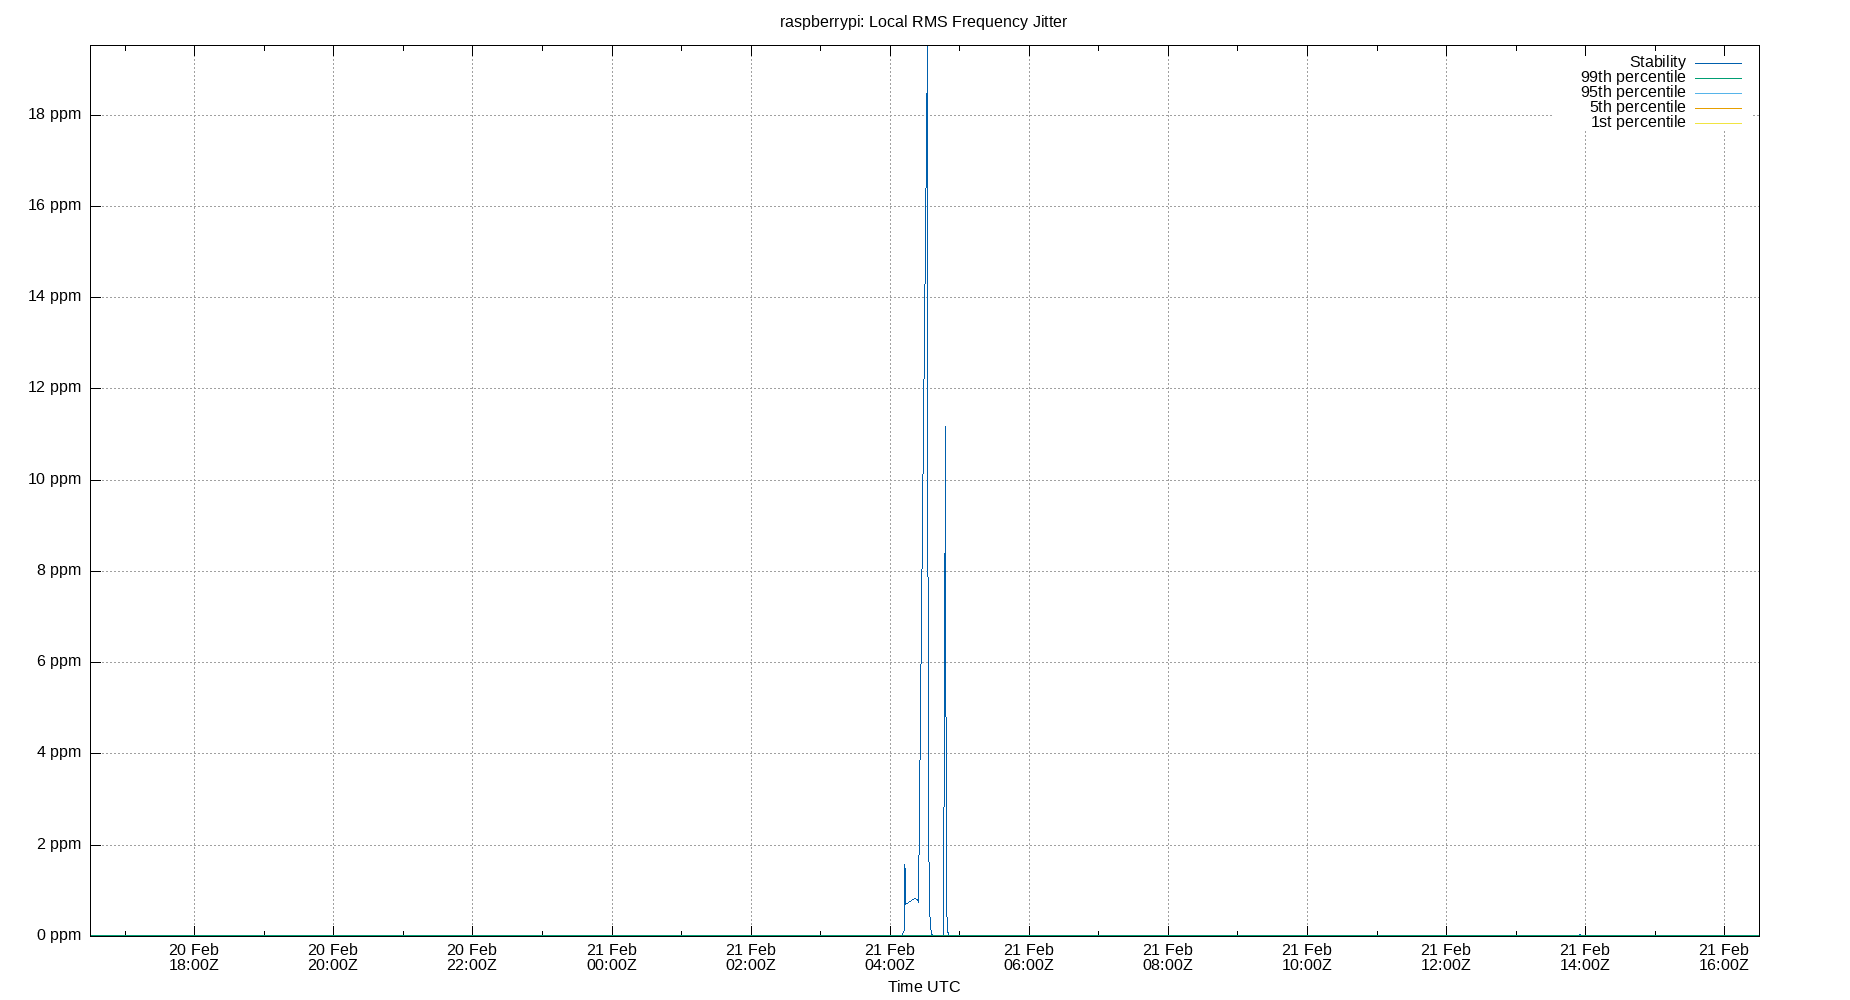 raspberrypi: Local RMS Frequency Jitter
Stability
99th percentile
95th percentile
5th percentile
1st percentile
18 ppm
16 ppm
14 ppm
12 ppm
10 ppm
8 ppm
6 ppm
4 ppm
2 ppm
0 ppm
20 Feb 20 Feb 20 Feb 21 Feb 21 Feb 21 Feb 21 Feb 21 Feb 21 Feb 21 Feb 21 Feb 21 Feb
18:00Z 20:00Z 22:00Z 00:00Z 02:00Z 04:00Z 06:00Z 08:00Z 10:00Z 12:00Z 14:00Z 16:00Z
Time UTC